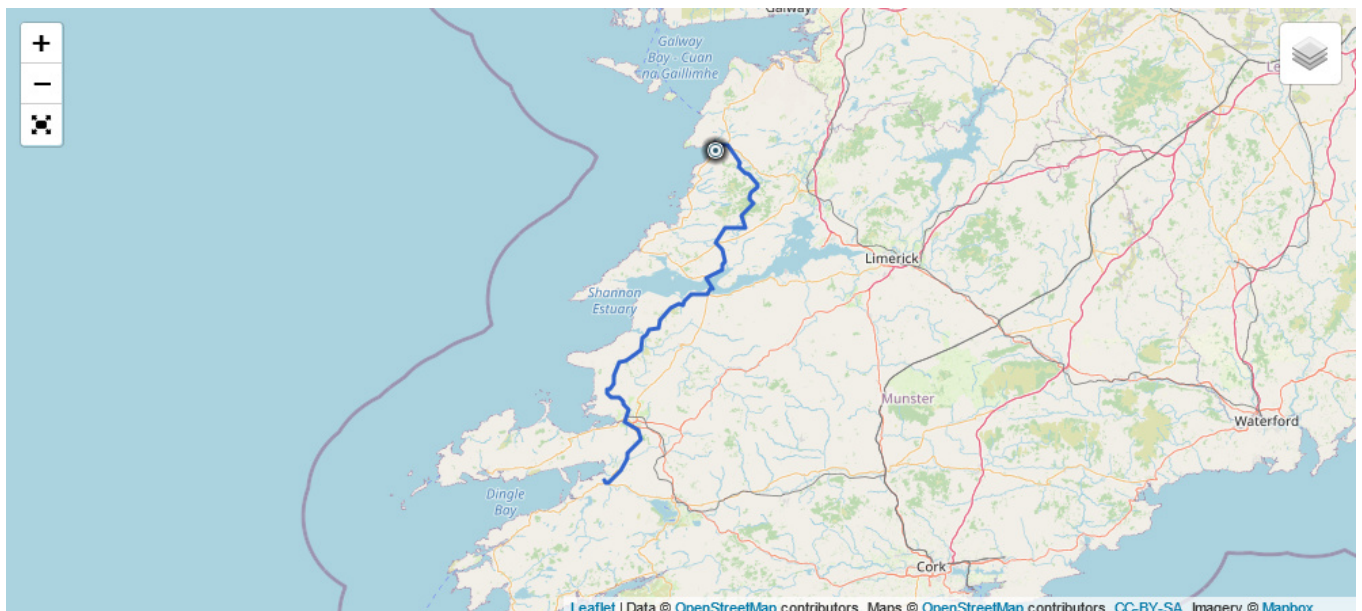 Galway
+
Galway
Bay - Cuan
na Gaillimhe
−
Limerick
Shannon
Estuary
Munster
Waterford
Dingle
Bay
Cork
Leaflet | Data © OpenStreetMap contributors, Maps © OpenStreetMap contributors, CC-BY-SA, Imagery © Mapbox